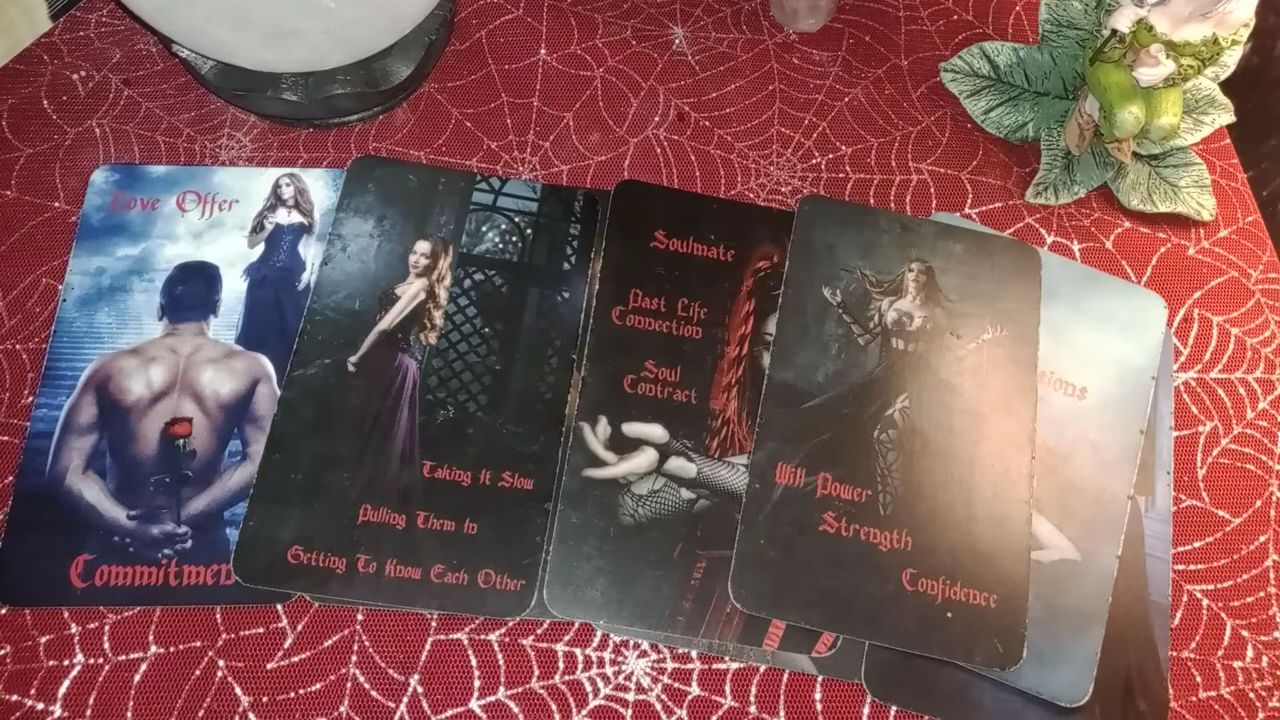 Love Offer
Commitmen
Taking It Slow
Pulling Them In
Getting To Know Each Other
Soulmate
Past Life
Connection
Soul
Contract
Will Power
Strength
Confidence